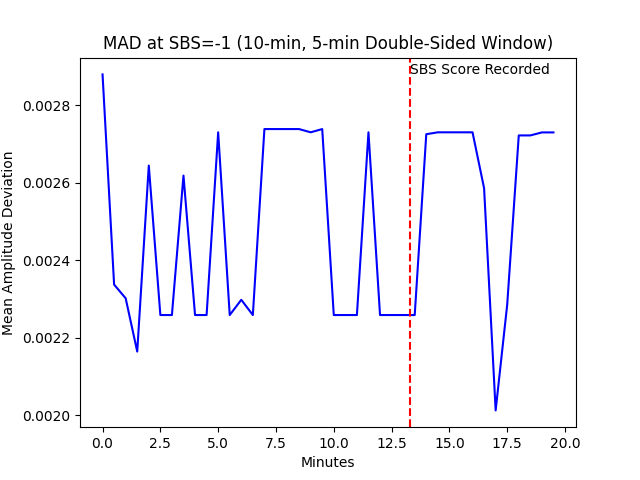 MAD at SBS=-1 (10-min, 5-min Double-Sided Window)
SBS Score Recorded
Mean Amplitude Deviation
0.0028
0.0026
0.0024
0.0022
0.0020
0.0 2.5 5.0 7.5 10.0 12.5 15.0 17.5 20.0
Minutes